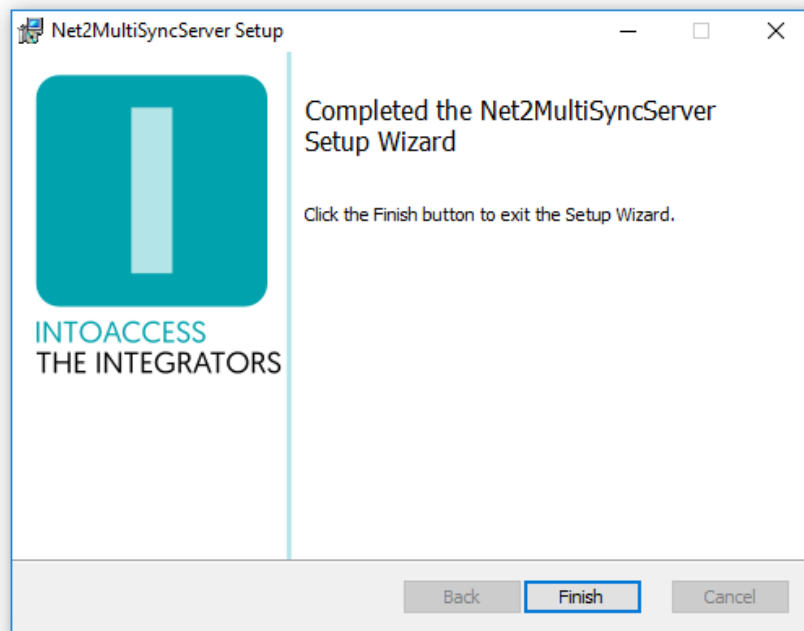 Net2MultiSyncServer Setup
INTOACCESS
THE INTEGRATORS
Completed the Net2MultiSyncServer
Setup Wizard
Click the Finish button to exit the Setup Wizard.
Back
Finish
Cancel